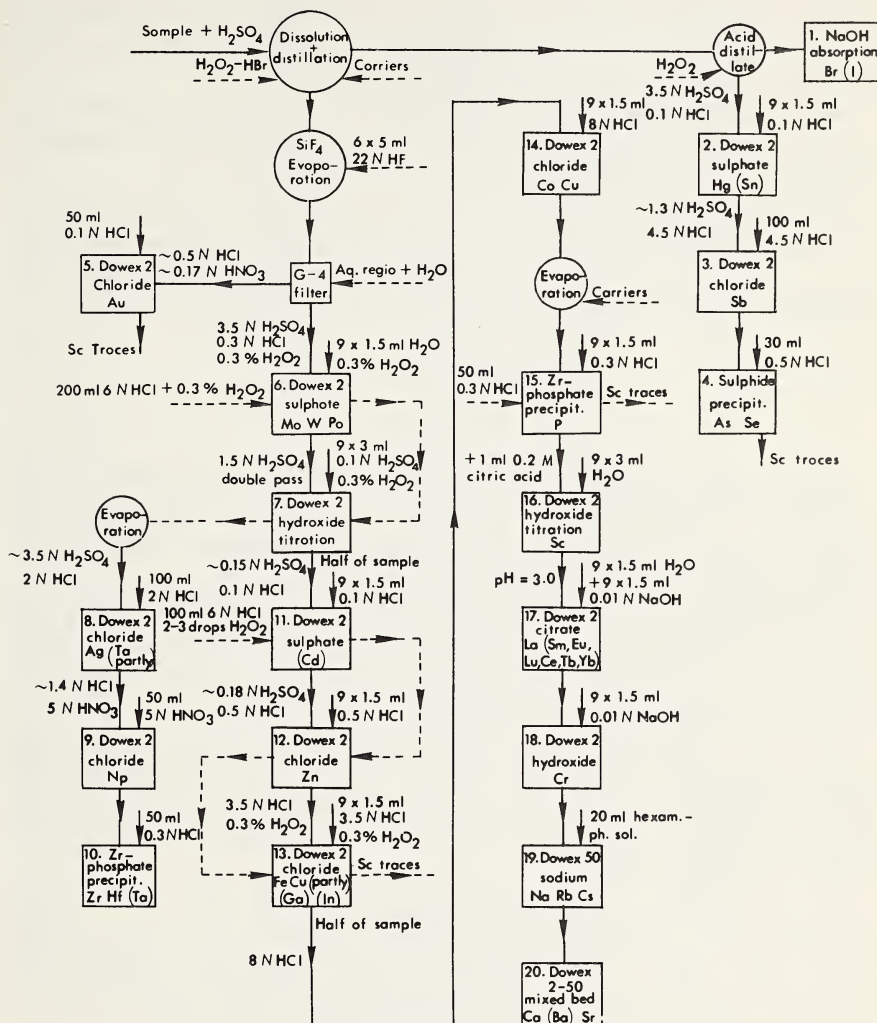 Somple + H2SO4
Dissolution
+
distillation
H2O2-HBr
Carriers
Acid
distil-
late
1. NaOH
absorption
Br (I)
H2O2
3.5 N H2SO4
0.1 N HCl
9 x 1.5 ml
0.1 N HCl
SiF4
Evapo-
rotion
6 x 5 ml
22 N HF
9 x 1.5 ml
8 N HCl
14. Dowex 2
chloride
Co Cu
2. Dowex 2
sulphate
Hg (Sn)
~1.3 N H2SO4
4.5 N HCl
100 ml
4.5 N HCl
50 ml
0.1 N HCl
5. Dowex 2
Chloride
Au
~0.5 N HCl
~0.17 N HNO3
G-4
filter
Aq. regio + H2O
Evapo-
ration
Carriers
3. Dowex 2
chloride
Sb
Sc Troces
3.5 N H2SO4
0.3 N HCl
0.3 % H2O2
9 x 1.5 ml H2O
0.3% H2O2
9 x 1.5 ml
0.3 N HCl
30 ml
0.5 N HCl
200 ml 6 N HCl + 0.3 % H2O2
6. Dowex 2
sulphote
Mo W Po
50 ml
0.3 N HCl
15. Zr-
phosphate
precipit.
P
Sc traces
4. Sulphide
precipit.
As Se
Sc troces
1.5 N H2SO4
double pass
9 x 3 ml
0.1 N H2SO4
0.3% H2O2
+ 1 ml 0.2 M
citric acid
9 x 3 ml
H2O
Evapo-
ration
7. Dowex 2
hydroxide
titrotion
16. Dowex 2
hydroxide
titration
Sc
~3.5 N H2SO4
2 N HCl
100 ml
2 N HCl
~0.15 N H2SO4
0.1 N HCl
Half of sample
9 x 1.5 ml
0.1 N HCl
pH = 3.0
9 x 1.5 ml H2O
+ 9 x 1.5 ml
0.01 N NaOH
8. Dowex 2
chloride
Ag (Ta
partly)
100 ml 6 N HCl
2-3 drops H2O2
11. Dowex 2
sulphate
(Cd)
17. Dowex 2
citrate
La (Sm, Eu,
Lu, Ce, Tb, Yb)
~1.4 N HCl
5 N HNO3
50 ml
5 N HNO3
~0.18 N H2SO4
0.5 N HCl
9 x 1.5 ml
0.5 N HCl
9 x 1.5 ml
0.01 N NaOH
9. Dowex 2
chloride
Np
12. Dowex 2
chloride
Zn
18. Dowex 2
hydroxide
Cr
50 ml
0.3 N HCl
3.5 N HCl
0.3% H2O2
9 x 1.5 ml
3.5 N HCl
0.3% H2O2
20 ml hexam.-
ph. sol.
10. Zr-
phosphate
precipit.
Zr Hf (Ta)
13. Dowex 2
chloride
Fe Cu (partly)
(Ga) (In)
Sc traces
19. Dowex 50
sodium
Na Rb Cs
Half of sample
8 N HCl
20. Dowex
2-50
mixed bed
Ca (Ba) Sr